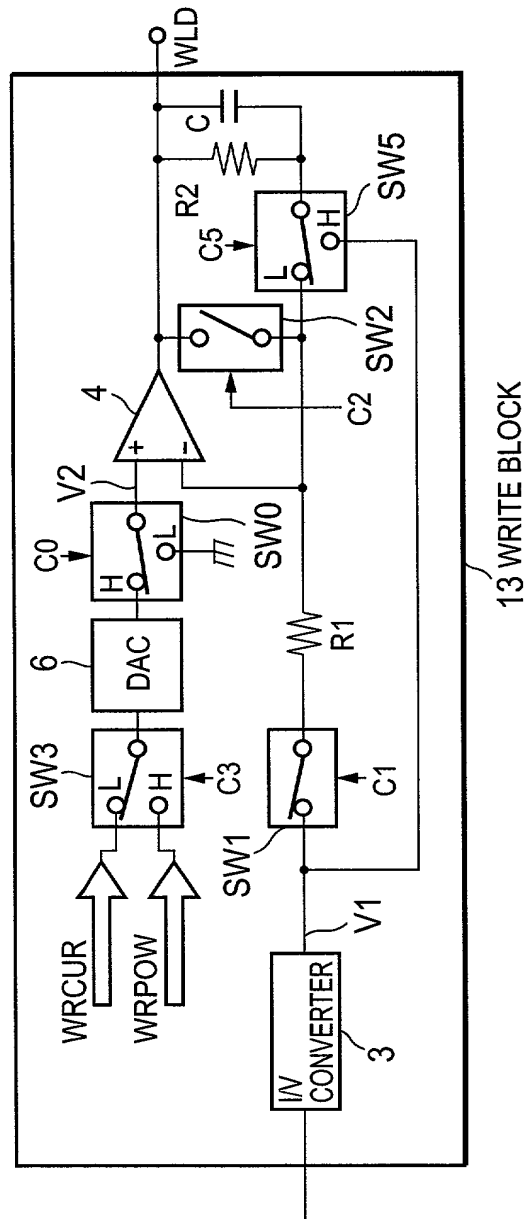 WRCUR
WRPOW
SW3
L
H
C3
6
DAC
C0
H
L
SW0
V2
4
+
-
C2
SW2
R2
C
WLD
C5
L
H
SW5
I/V
CONVERTER
3
V1
SW1
C1
R1
13 WRITE BLOCK